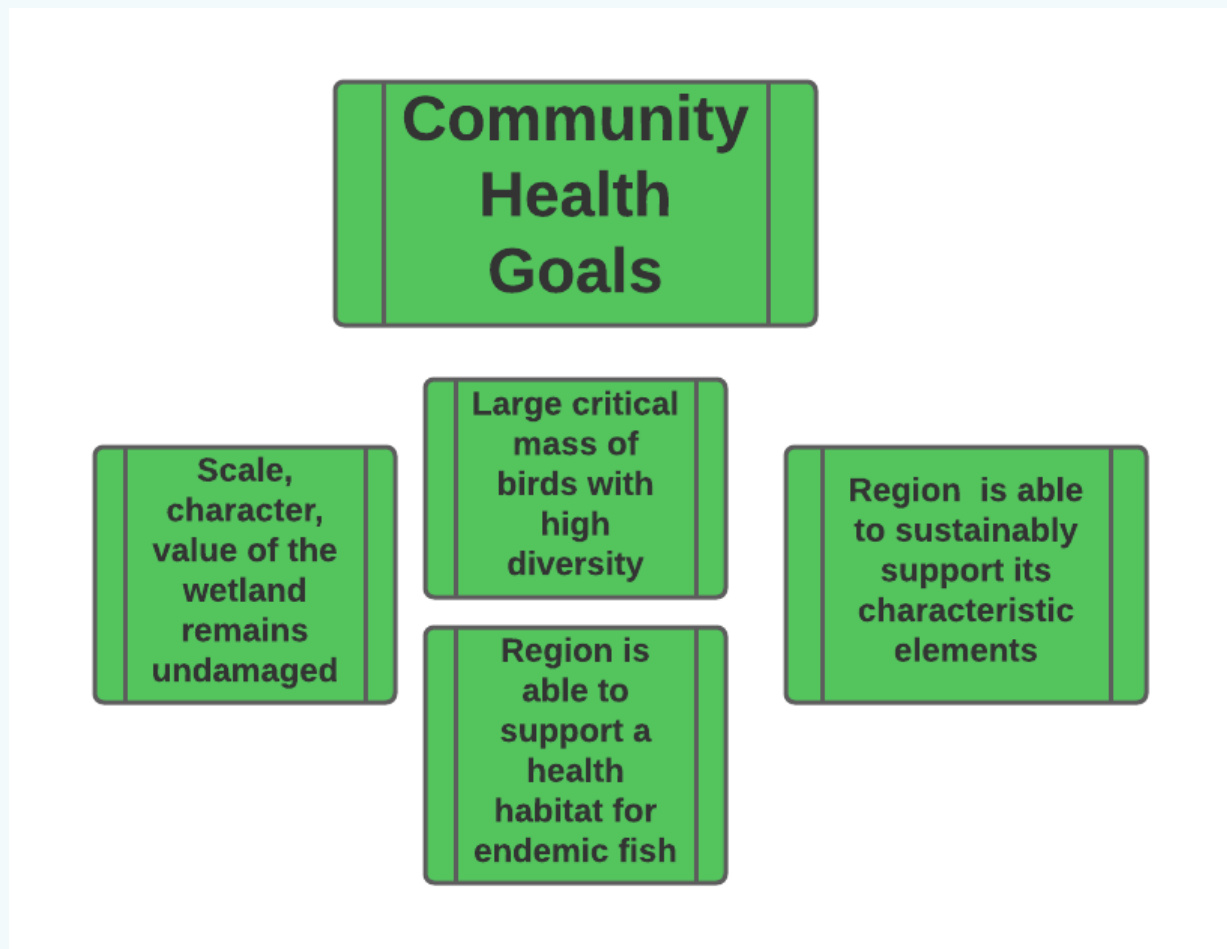 Community
Health
Goals
Large critical
mass of
birds with
high
diversity
Scale,
character,
value of the
wetland
remains
undamaged
Region  is able
to sustainably
support its
characteristic
elements
Region is
able to
support a
health
habitat for
endemic fish